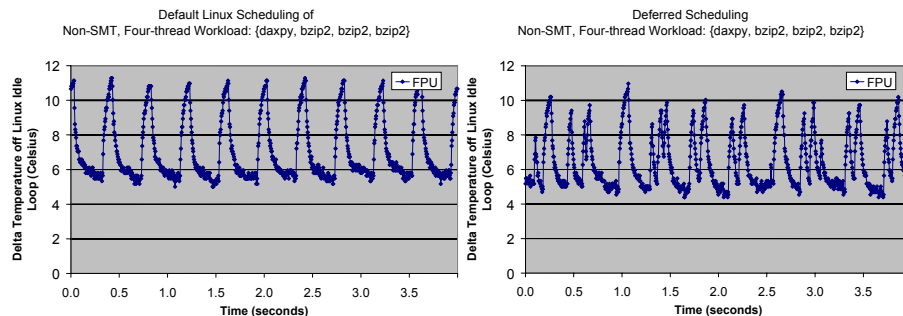 Default Linux Scheduling of
Non-SMT, Four-thread Workload: {daxpy, bzip2, bzip2, bzip2}
Delta Temperature off Linux Idle
Loop (Celsius)
12
10
8
6
4
2
0
FPU
0.0 0.5 1.0 1.5 2.0 2.5 3.0 3.5
Time (seconds)
Deferred Scheduling
Non-SMT, Four-thread Workload: {daxpy, bzip2, bzip2, bzip2}
Delta Temperature off Linux Idle
Loop (Celsius)
12
10
8
6
4
2
0
FPU
0.0 0.5 1.0 1.5 2.0 2.5 3.0 3.5
Time (seconds)